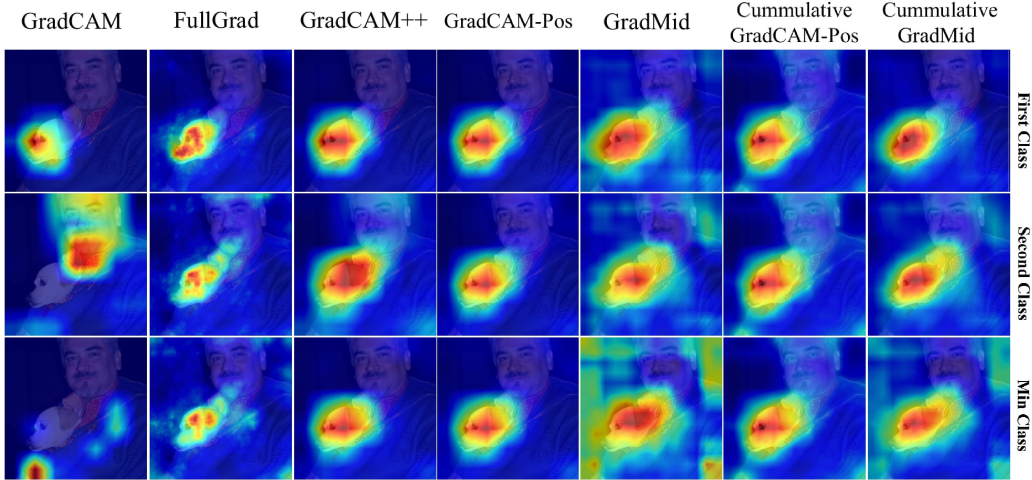 GradCAM
FullGrad
GradCAM++
GradCAM-Pos
GradMid
Cummulative
GradCAM-Pos
Cummulative
GradMid
First Class
Second Class
Min Class